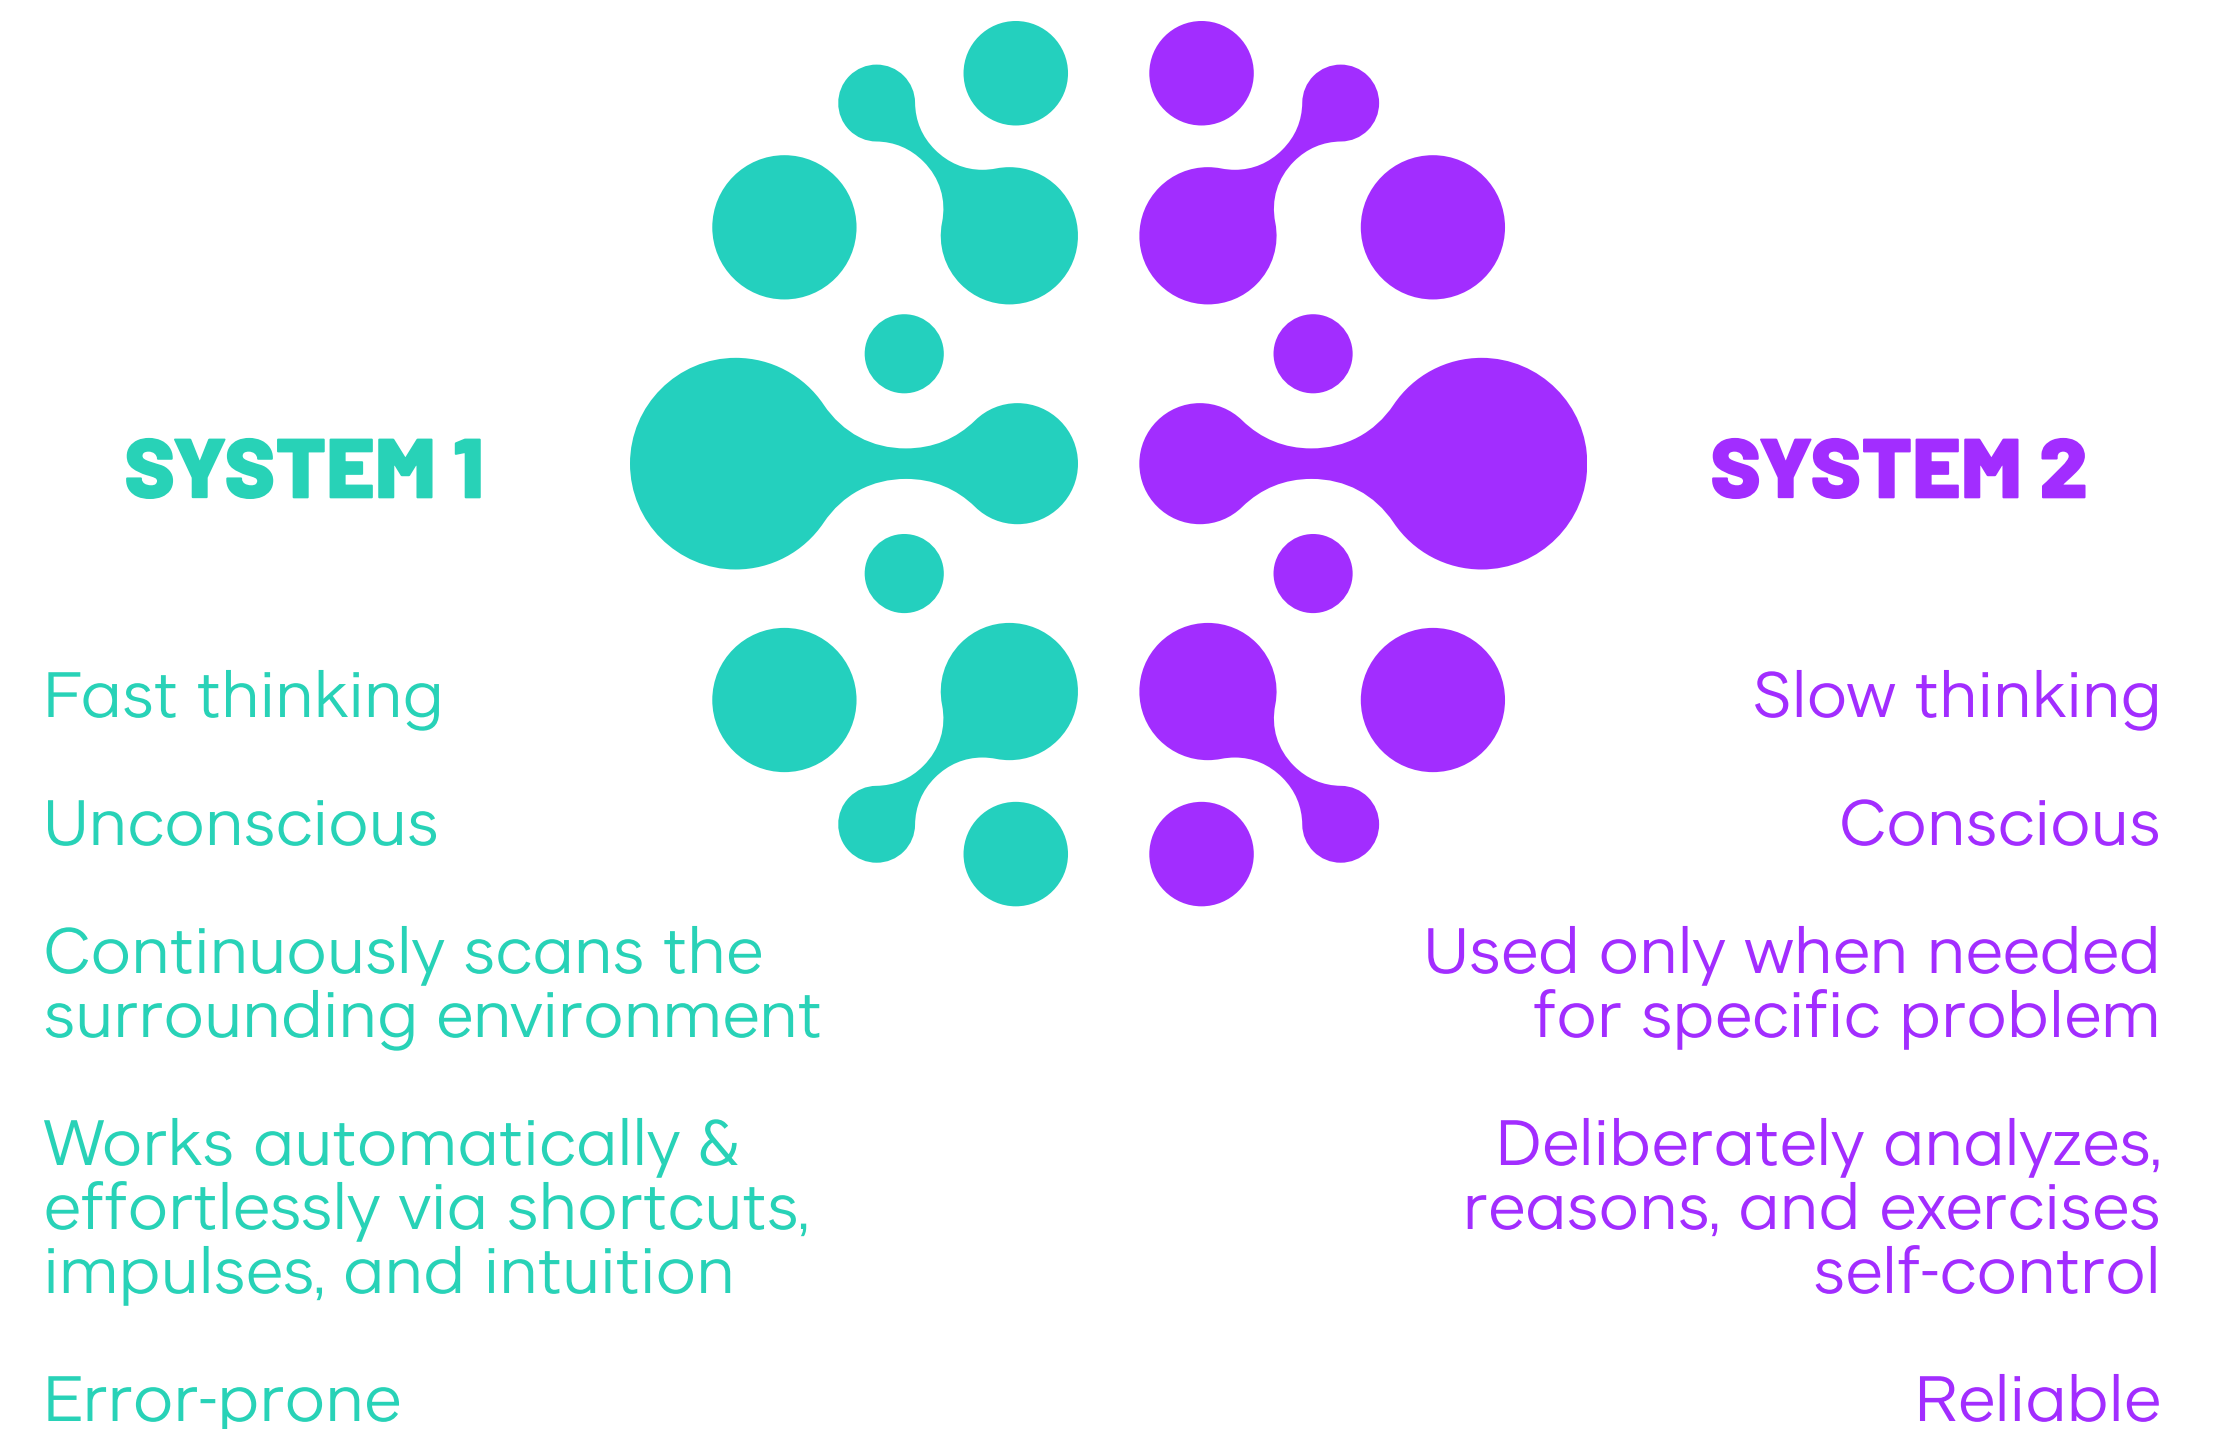 SYSTEM 1
Fast thinking
Unconscious
Continuously scans the
surrounding environment
Works automatically &
effortlessly via shortcuts,
impulses, and intuition
Error-prone
SYSTEM 2
Slow thinking
Conscious
Used only when needed
for specific problem
Deliberately analyzes,
reasons, and exercises
self-control
Reliable